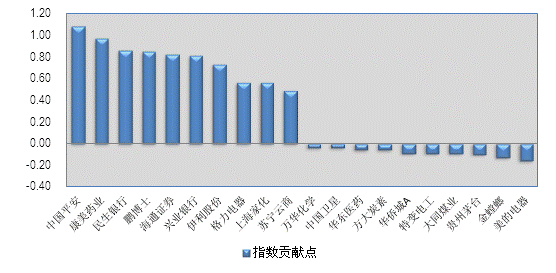 1.20
1.00
0.80
0.60
0.40
0.20
0.00
-0.20
-0.40
中国平安
康美药业
民生银行
鹏博士
海通证券
兴业银行
伊利股份
格力电器
上海家化
苏宁云商
万华化学
中国卫星
华东医药
方大炭素
华侨城A
特变电工
大同煤业
贵州茅台
金螳螂
美的电器
指数贡献点